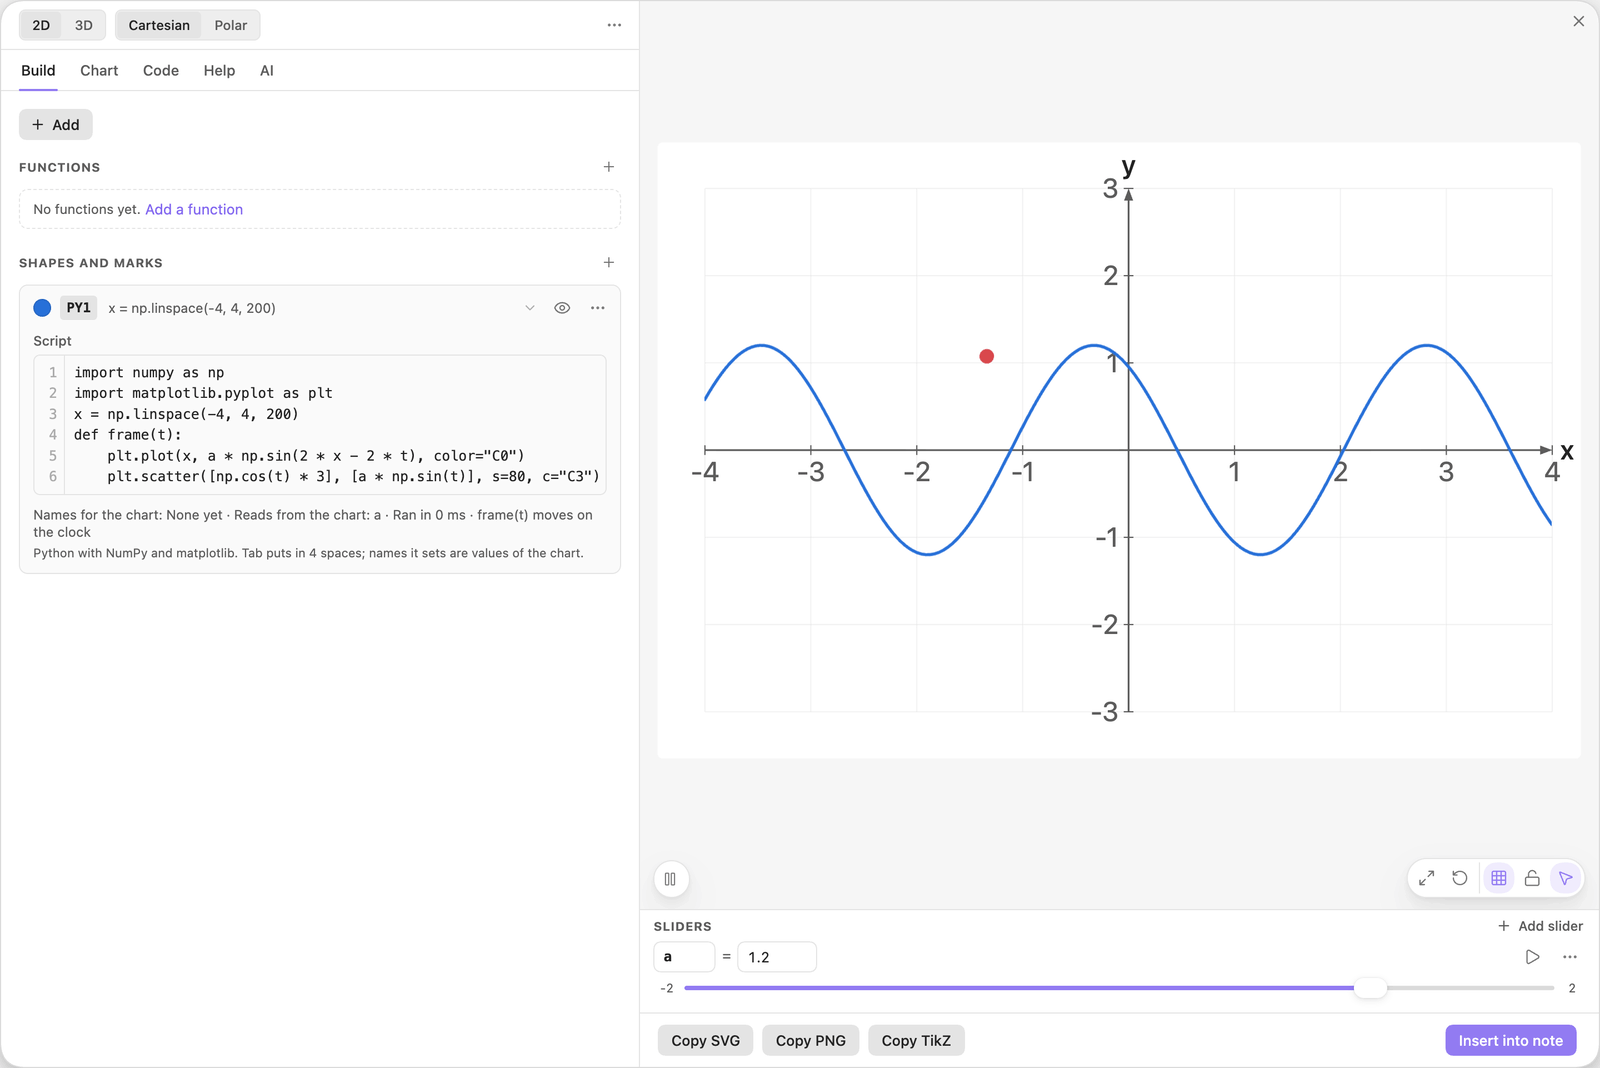 2D 3D Cartesian Polar
Build Chart Code Help AI
+ Add
FUNCTIONS
No functions yet. Add a function
SHAPES AND MARKS
PY1 x = np.linspace(-4, 4, 200)
Script
1 import numpy as np
2 import matplotlib.pyplot as plt
3 x = np.linspace(-4, 4, 200)
4 def frame(t):
5     plt.plot(x, a * np.sin(2 * x - 2 * t), color="C0")
6     plt.scatter([np.cos(t) * 3], [a * np.sin(t)], s=80, c="C3")
Names for the chart: None yet · Reads from the chart: a · Ran in 0 ms · frame(t) moves on
the clock
Python with NumPy and matplotlib. Tab puts in 4 spaces; names it sets are values of the chart.
y
3
2
1
x
-4 -3 -2 -1 1 2 3 4
-1
-2
-3
SLIDERS
+ Add slider
a = 1.2
-2 2
Copy SVG Copy PNG Copy TikZ Insert into note